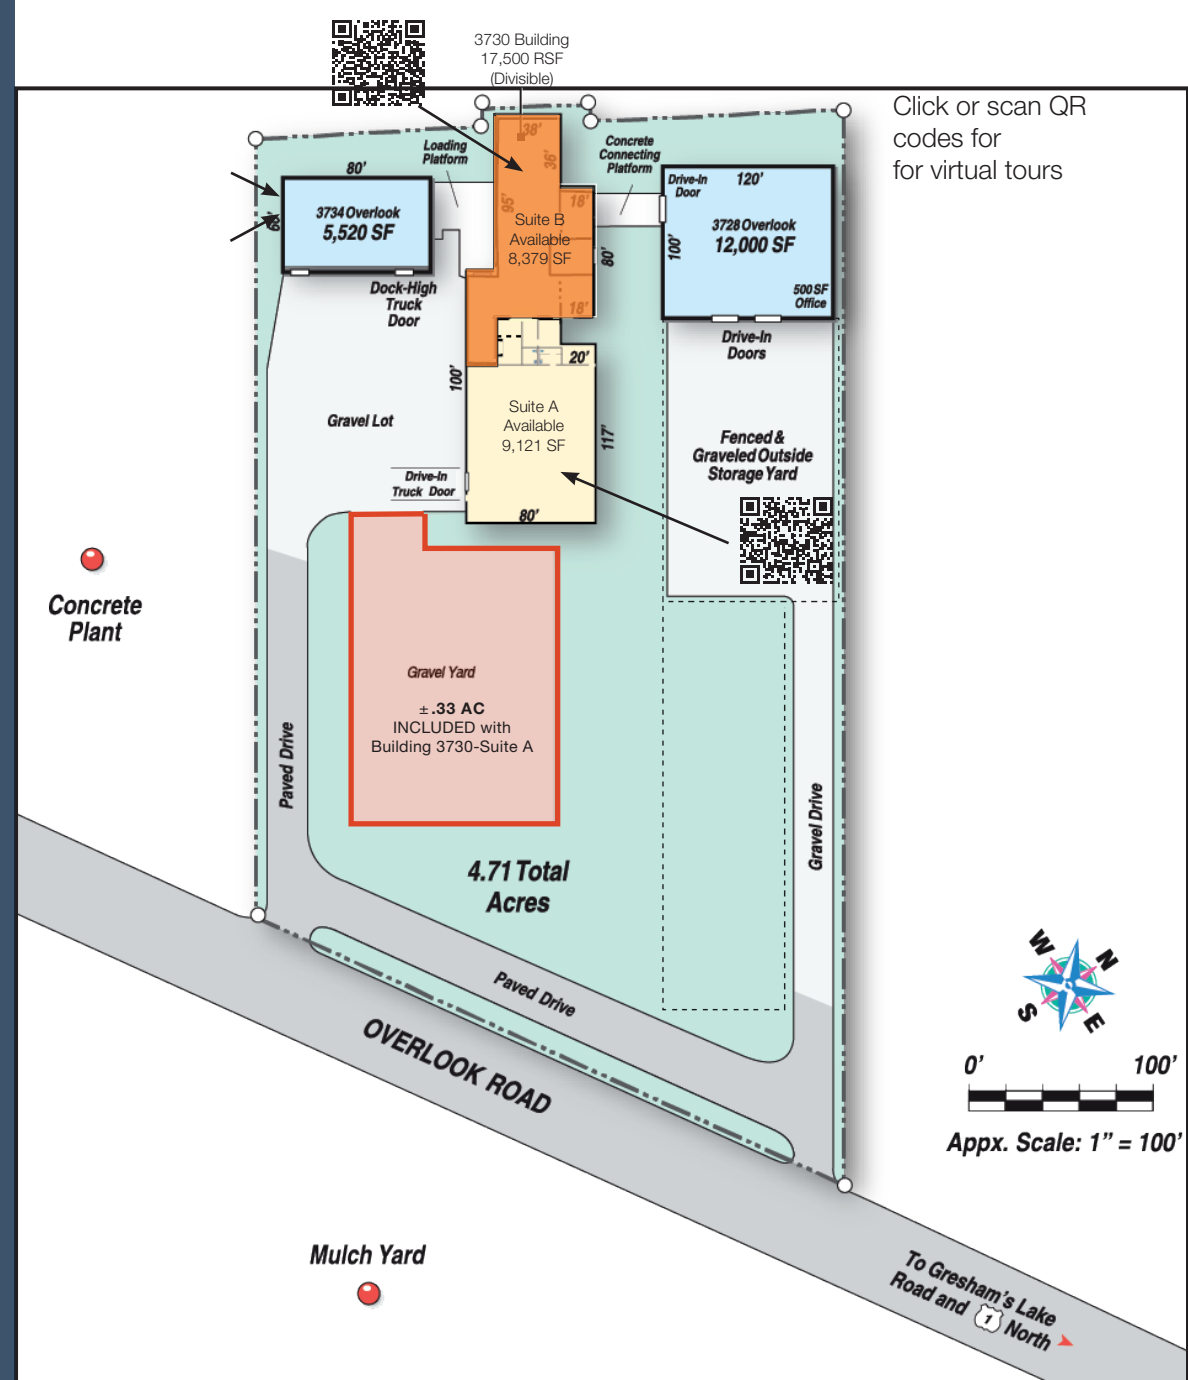 3730 Building
17,500 RSF
(Divisible)
Click or scan QR
codes for
for virtual tours
38'
36'
95'
18'
Suite B
Available
8,379 SF
80'
18'
Loading
Platform
Concrete
Connecting
Platform
80'
3734 Overlook
5,520 SF
Dock-High
Truck
Door
Drive-In
Door
120'
3728 Overlook
12,000 SF
100'
500 SF
Office
Drive-In
Doors
20'
100'
Suite A
Available
9,121 SF
117'
80'
Gravel Lot
Drive-In
Truck Door
Fenced &
Graveled Outside
Storage Yard
Concrete
Plant
Gravel Yard
± .33 AC
INCLUDED with
Building 3730-Suite A
Paved Drive
Gravel Drive
4.71 Total
Acres
Paved Drive
OVERLOOK ROAD
W
N
S
E
0'
100'
Appx. Scale: 1” = 100'
Mulch Yard
To Gresham's Lake
Road and 1 North